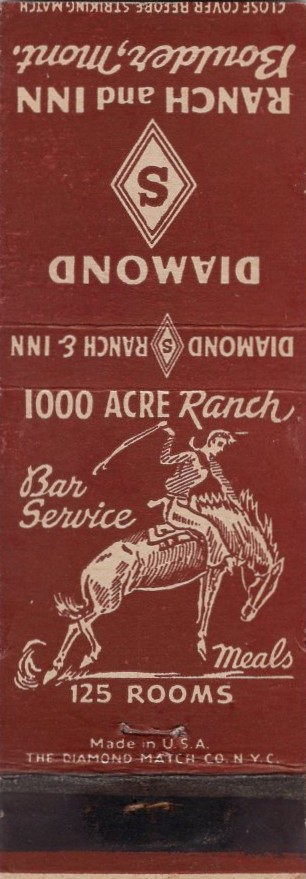 CLOSE COVER BEFORE STRIKING MATCH
DIAMOND
S
RANCH and INN
Boulder, Mont.
DIAMOND S RANCH & INN
1000 ACRE Ranch
Bar
Service
Meals
125 ROOMS
Made in U.S.A.
THE DIAMOND MATCH CO. N.Y.C.